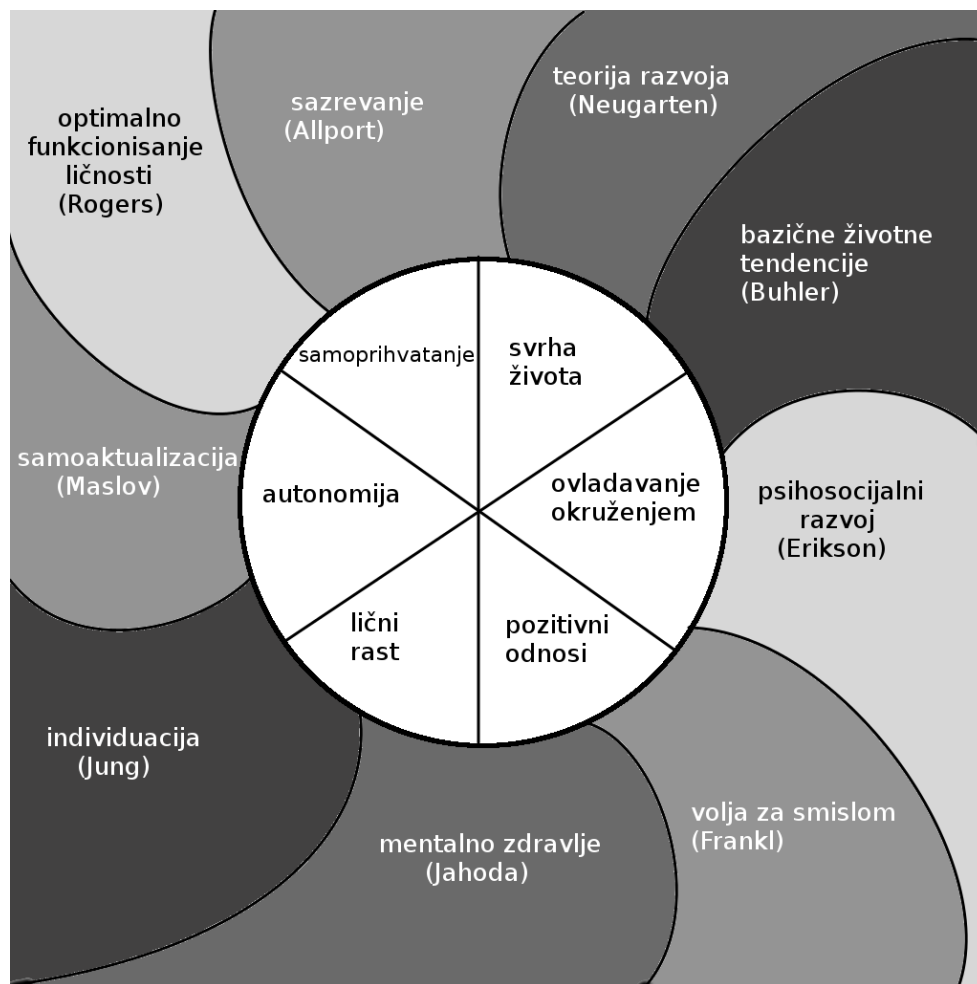 teorija razvoja
(Neugarten)
sazrevanje
(Allport)
optimalno
funkcionisanje
ličnosti
(Rogers)
bazične životne
tendencije
(Buhler)
samoprihvatanje
svrha
života
samoaktualizacija
(Maslov)
autonomija
ovladavanje
okruženjem
psihosocijalni
razvoj
(Erikson)
lični
rast
pozitivni
odnosi
individuacija
(Jung)
mentalno zdravlje
(Jahoda)
volja za smislom
(Frankl)